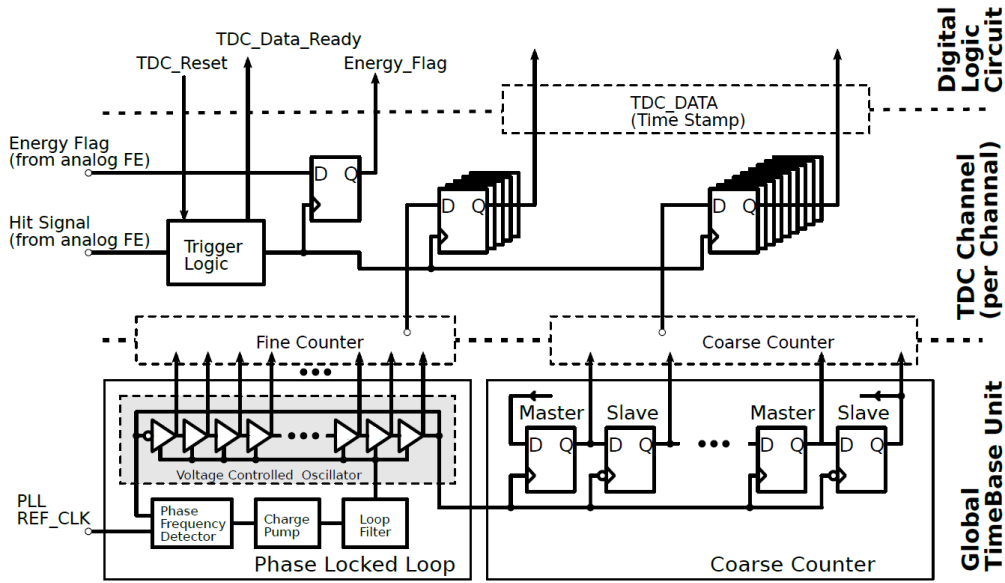 TDC_Data_Ready
TDC_Reset
Energy_Flag
Digital
Logic
Circuit
TDC_DATA
(Time Stamp)
Energy Flag
(from analog FE)
D Q
D Q
D Q
Hit Signal
(from analog FE)
Trigger
Logic
TDC Channel
(per Channal)
Fine Counter
Coarse Counter
Master
Slave
Master
Slave
D Q
D Q
D Q
D Q
Voltage Controlled Oscillator
PLL
REF_CLK
Phase
Frequency
Detector
Charge
Pump
Loop
Filter
Phase Locked Loop
Coarse Counter
Global
TimeBase Unit